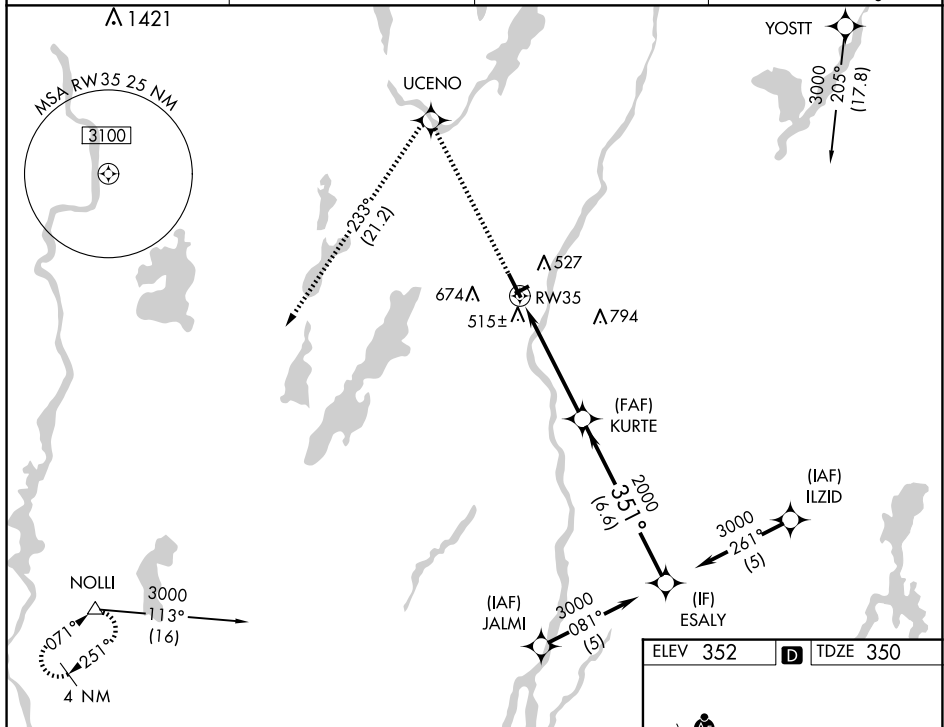 1421
YOSTT
3000
205°
(17.8)
MSA RW35 25 NM
3100
UCENO
233°
(21.2)
527
674
RW35
515±
794
(FAF)
KURTE
2000
351°
(6.6)
(IAF)
ILZID
3000
261°
(5)
NOLLI
3000
113°
(16)
071°
251°
4 NM
(IAF)
JALMI
3000
081°
(5)
(IF)
ESALY
ELEV 352
D
TDZE 350